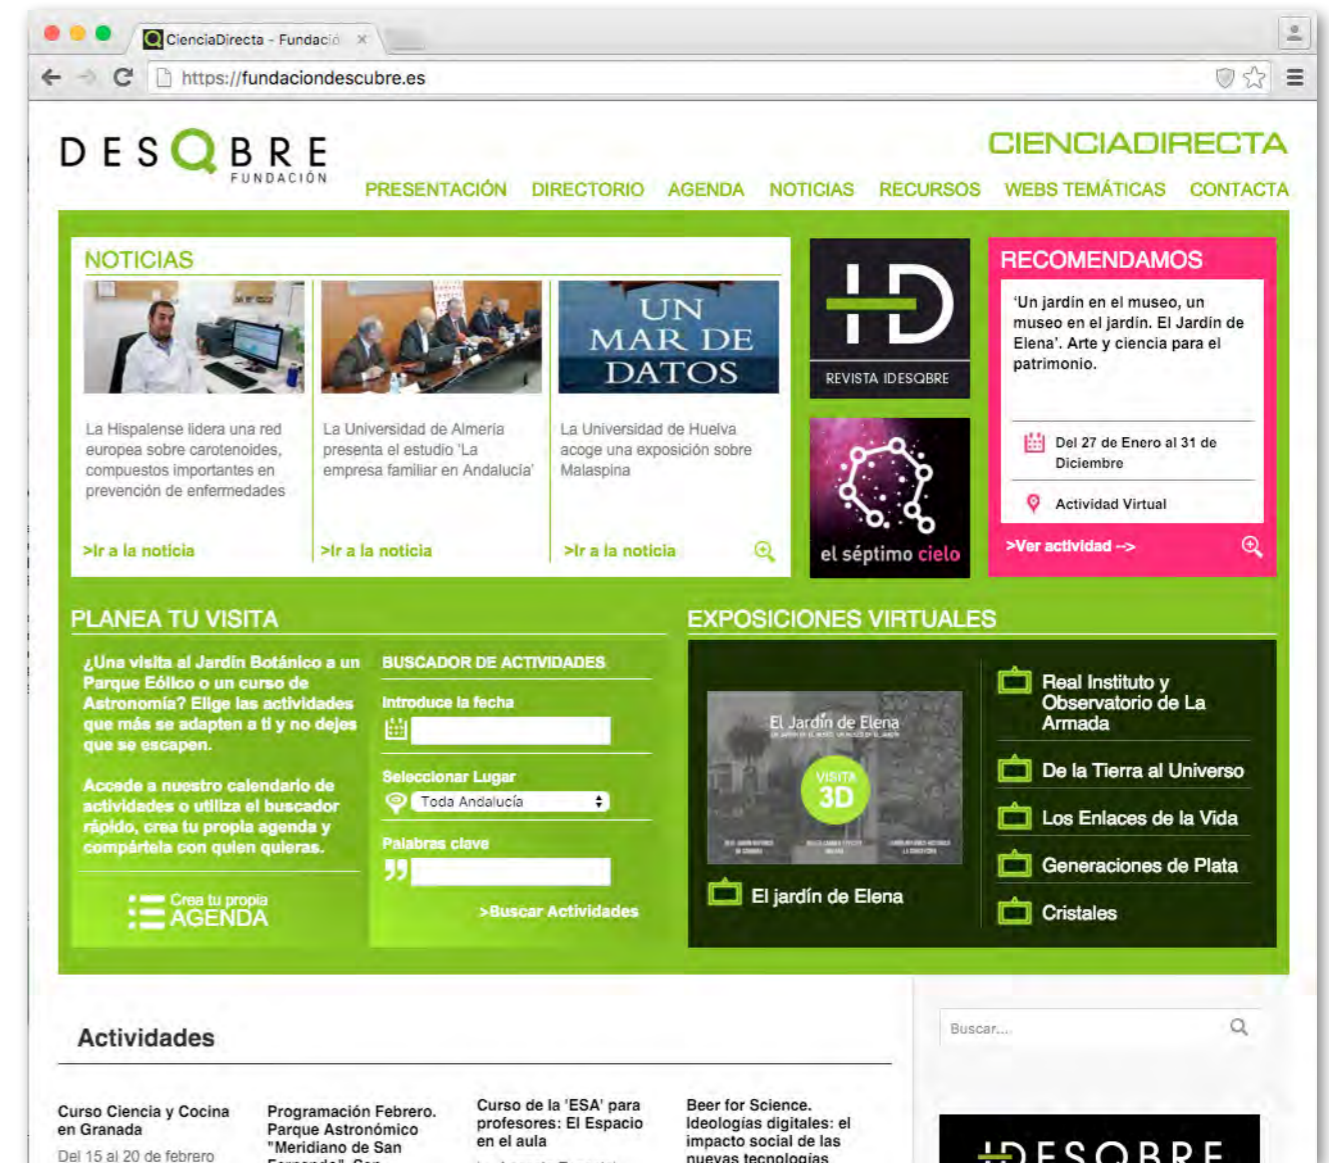 CienciaDirecta - Fundació
https://fundaciondescubre.es
DESQBRE
FUNDACIÓN
CIENCIADIRECTA
PRESENTACIÓN DIRECTORIO AGENDA NOTICIAS RECURSOS WEBS TEMÁTICAS CONTACTA
NOTICIAS
La Hispalense lidera una red
europea sobre carotenoides,
compuestos importantes en
prevención de enfermedades
>Ir a la noticia
La Universidad de Almería
presenta el estudio 'La
empresa familiar en Andalucía'
>Ir a la noticia
UN
MAR DE
DATOS
La Universidad de Huelva
acoge una exposición sobre
Malaspina
>Ir a la noticia
REVISTA IDESQBRE
el séptimo cielo
RECOMENDAMOS
'Un jardín en el museo, un
museo en el jardín. El Jardín de
Elena'. Arte y ciencia para el
patrimonio.
Del 27 de Enero al 31 de
Diciembre
Actividad Virtual
>Ver actividad -->
PLANEA TU VISITA
¿Una visita al Jardín Botánico a un
Parque Eólico o un curso de
Astronomía? Elige las actividades
que más se adapten a ti y no dejes
que se escapen.
Accede a nuestro calendario de
actividades o utiliza el buscador
rápido, crea tu propia agenda y
compártela con quien quieras.
Crea tu propia
AGENDA
BUSCADOR DE ACTIVIDADES
Introduce la fecha
Seleccionar Lugar
Toda Andalucía
Palabras clave
>Buscar Actividades
EXPOSICIONES VIRTUALES
El Jardín de Elena
VISITA
3D
El jardín de Elena
Real Instituto y
Observatorio de La
Armada
De la Tierra al Universo
Los Enlaces de la Vida
Generaciones de Plata
Cristales
Actividades
Buscar....
Curso Ciencia y Cocina
en Granada
Del 15 al 20 de febrero
Programación Febrero.
Parque Astronómico
"Meridiano de San
Curso de la 'ESA' para
profesores: El Espacio
en el aula
Beer for Science.
Ideologías digitales: el
impacto social de las
nuevas tecnologías
IDESQBRE